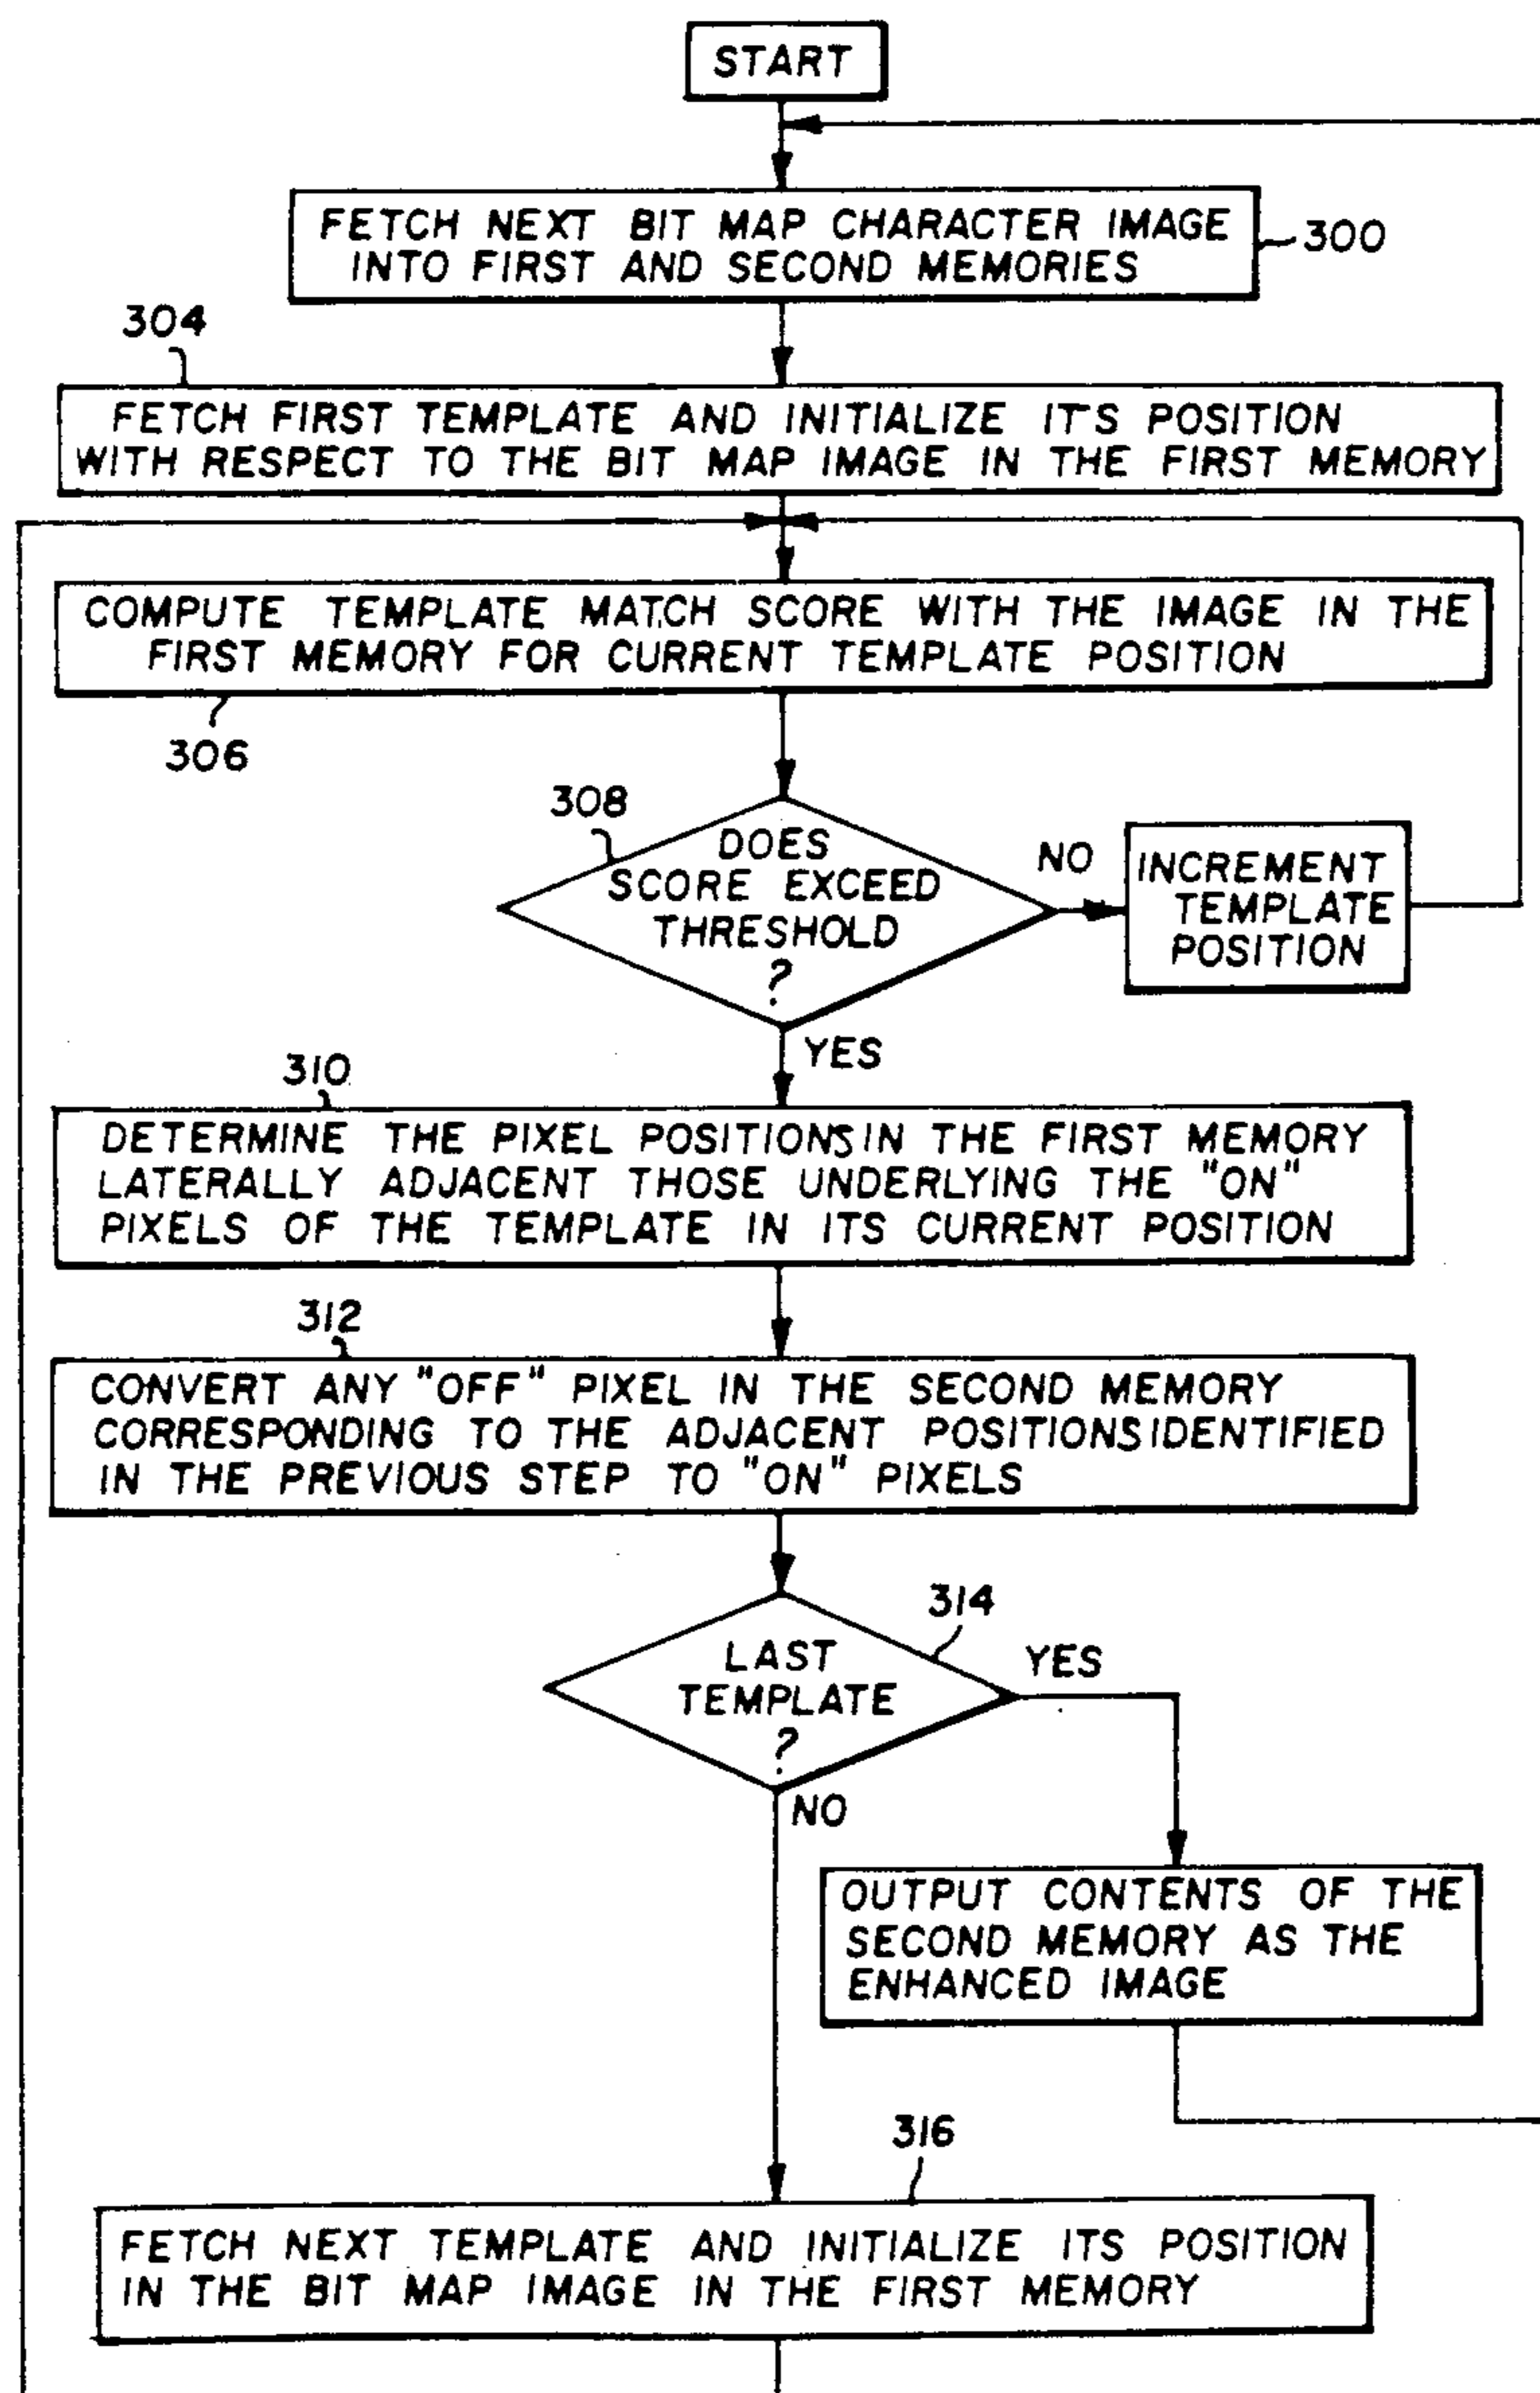 START
FETCH NEXT BIT MAP CHARACTER IMAGE
INTO FIRST AND SECOND MEMORIES
300
304
FETCH FIRST TEMPLATE AND INITIALIZE IT'S POSITION
WITH RESPECT TO THE BIT MAP IMAGE IN THE FIRST MEMORY
COMPUTE TEMPLATE MATCH SCORE WITH THE IMAGE IN THE
FIRST MEMORY FOR CURRENT TEMPLATE POSITION
306
308
DOES
SCORE EXCEED
THRESHOLD
?
NO
INCREMENT
TEMPLATE
POSITION
YES
310
DETERMINE THE PIXEL POSITIONS IN THE FIRST MEMORY
LATERALLY ADJACENT THOSE UNDERLYING THE "ON"
PIXELS OF THE TEMPLATE IN ITS CURRENT POSITION
312
CONVERT ANY "OFF" PIXEL IN THE SECOND MEMORY
CORRESPONDING TO THE ADJACENT POSITIONS IDENTIFIED
IN THE PREVIOUS STEP TO "ON" PIXELS
314
LAST
TEMPLATE
?
YES
NO
OUTPUT CONTENTS OF THE
SECOND MEMORY AS THE
ENHANCED IMAGE
316
FETCH NEXT TEMPLATE AND INITIALIZE ITS POSITION
IN THE BIT MAP IMAGE IN THE FIRST MEMORY